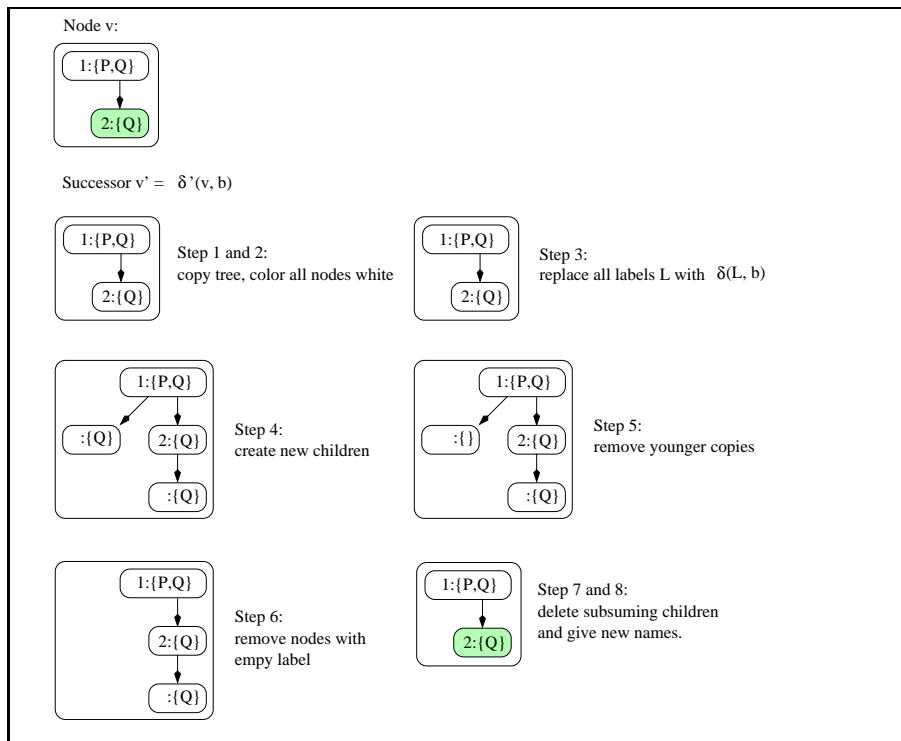 Node v:
1:{P,Q}
2:{Q}
Successor v' = δ'(v, b)
1:{P,Q}
2:{Q}
Step 1 and 2:
copy tree, color all nodes white
1:{P,Q}
2:{Q}
Step 3:
replace all labels L with δ(L, b)
1:{P,Q}
:{Q}
2:{Q}
:{Q}
Step 4:
create new children
1:{P,Q}
:{}
2:{Q}
:{Q}
Step 5:
remove younger copies
1:{P,Q}
2:{Q}
:{Q}
Step 6:
remove nodes with
empy label
1:{P,Q}
2:{Q}
Step 7 and 8:
delete subsuming children
and give new names.